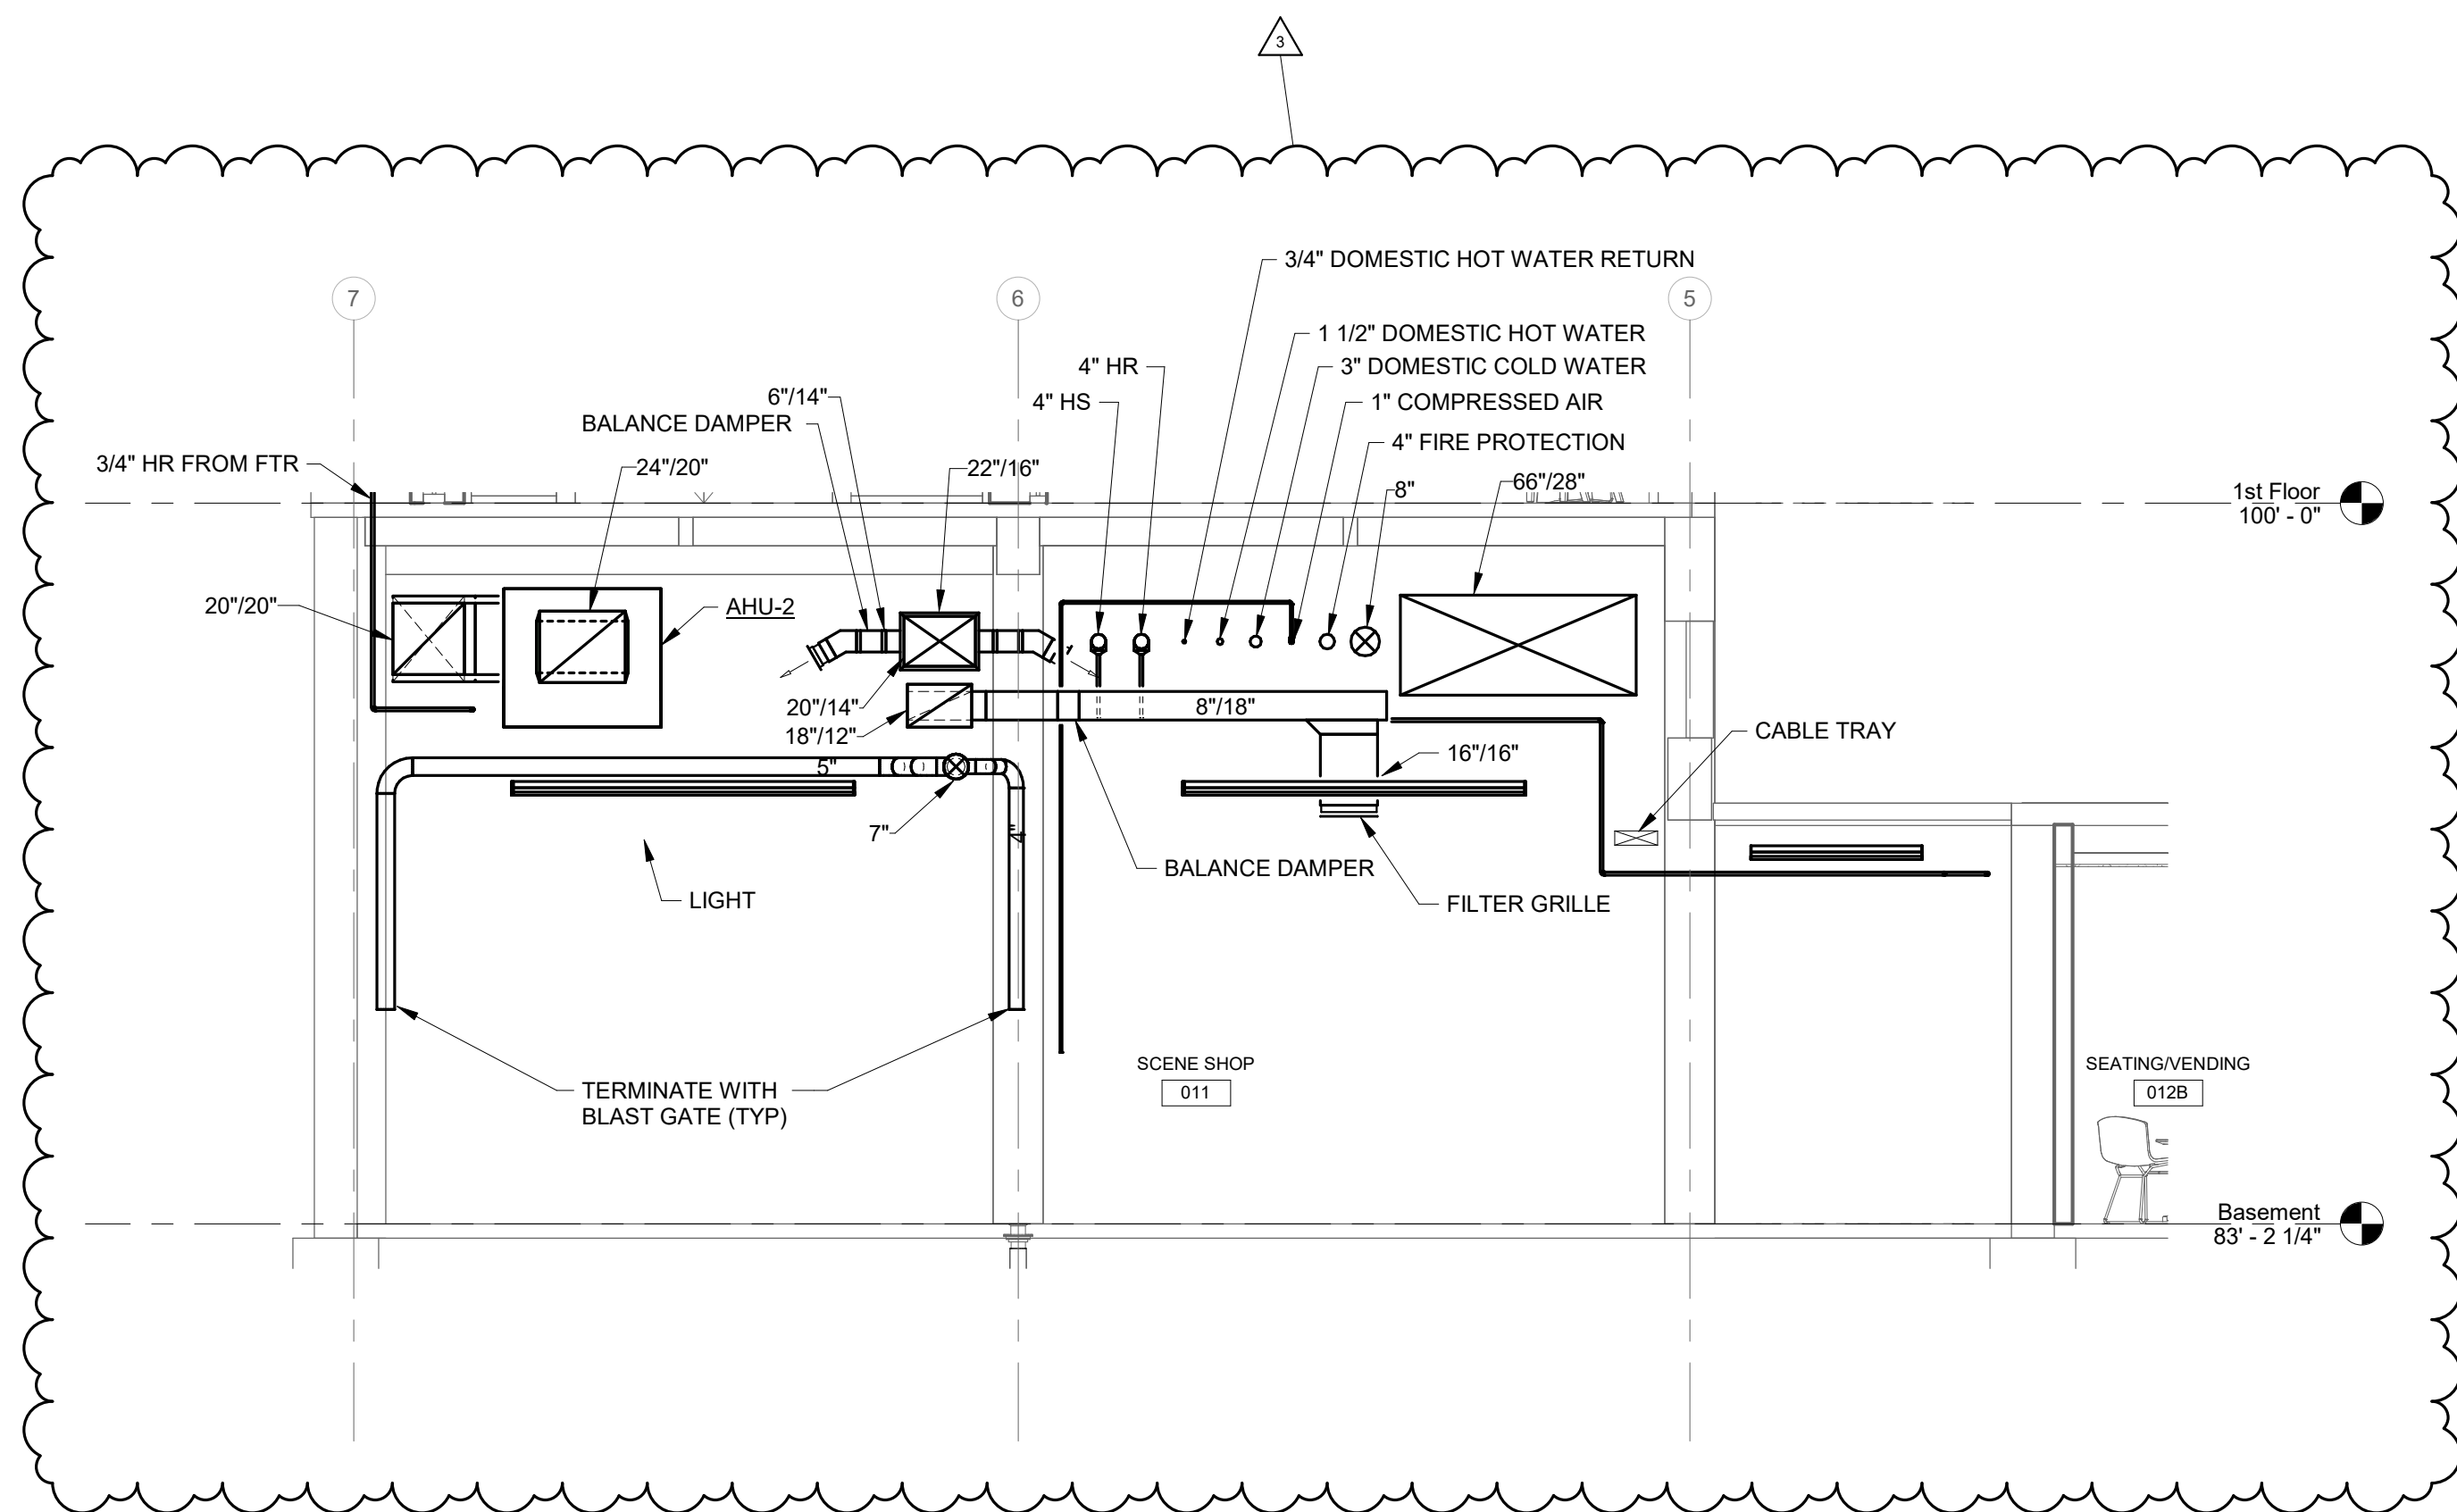 3
3/4" DOMESTIC HOT WATER RETURN
7
6
5
1 1/2" DOMESTIC HOT WATER
4" HR
3" DOMESTIC COLD WATER
6"/14"
4" HS
1" COMPRESSED AIR
BALANCE DAMPER
4" FIRE PROTECTION
3/4" HR FROM FTR
24"/20"
22"/16"
66"/28"
8"
1st Floor
100' - 0"
20"/20"
AHU-2
20"/14"
8"/18"
18"/12"
CABLE TRAY
16"/16"
5"
7"
4"
BALANCE DAMPER
LIGHT
FILTER GRILLE
SCENE SHOP
011
SEATING/VENDING
012B
TERMINATE WITH
BLAST GATE (TYP)
Basement
83' - 2 1/4"